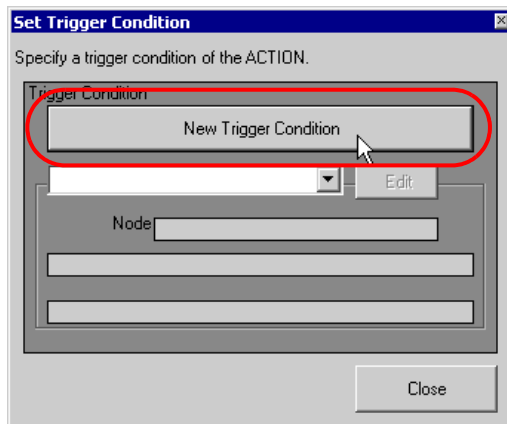 Set Trigger Condition
Specify a trigger condition of the ACTION.
Trigger Condition
New Trigger Condition
Edit
Node
Close